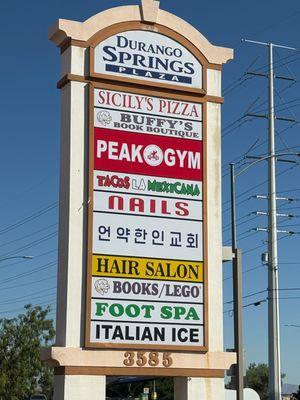 DURANGO
SPRINGS
PLAZA
SICILY'S PIZZA
BUFFY'S
BOOK BOUTIQUE
PEAK GYM
TACOS LA MEXICANA
NAILS
언약한인교회
HAIR SALON
BOOKS/LEGO
FOOT SPA
ITALIAN ICE
3585